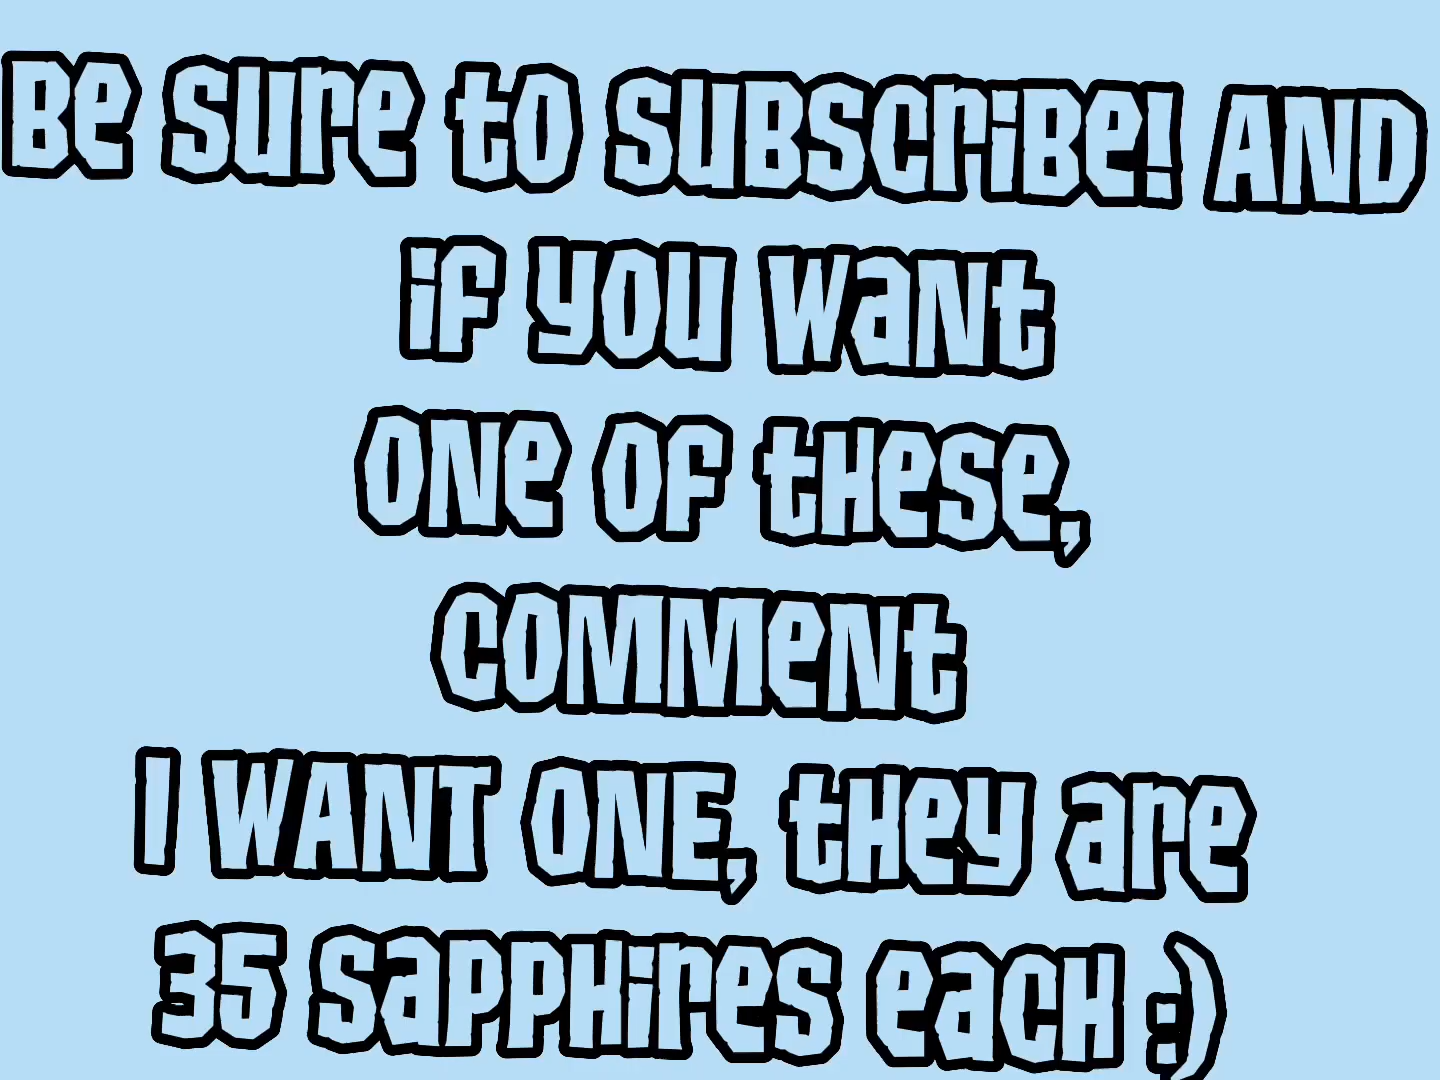 Be sure to subscribe! AND
if you want
one of these,
comment
I WANT ONE, they are
35 sapphires each :)